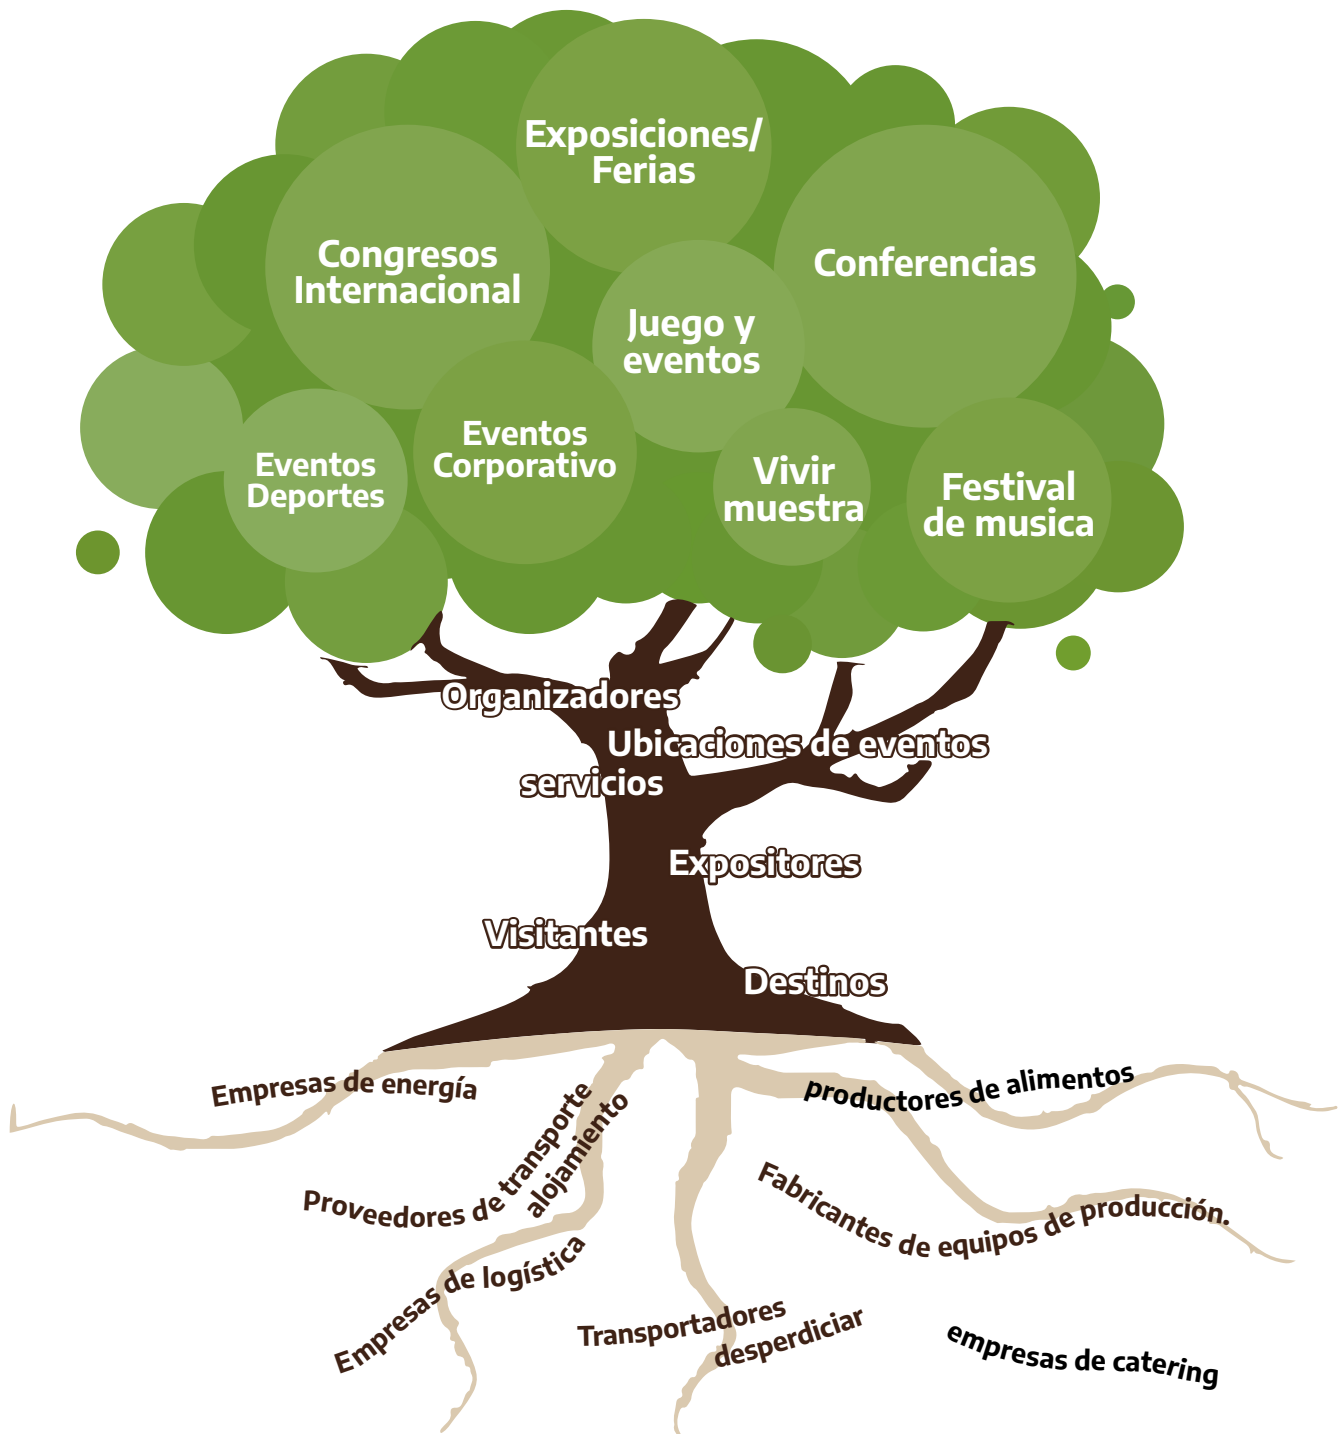 Exposiciones/
Ferias
Congresos
Internacional
Conferencias
Juego y
eventos
Eventos
Corporativo
Eventos
Deportes
Vivir
muestra
Festival
de musica
Organizadores
Ubicaciones de eventos
servicios
Expositores
Visitantes
Destinos
Empresas de energía
productores de alimentos
Proveedores de transporte
alojamiento
Fabricantes de equipos de producción.
Empresas de logística
Transportadores
desperdiciar
empresas de catering